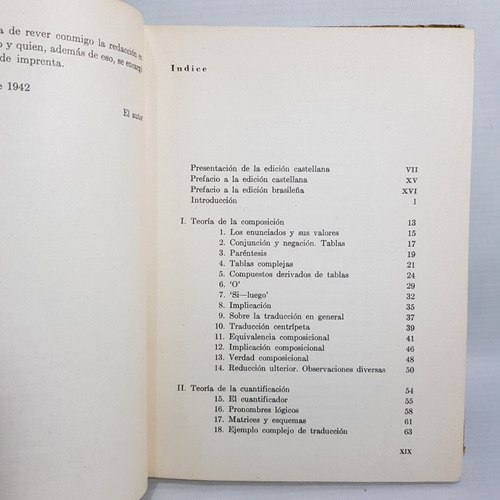 a de rever conmigo la redacción en
o y quien, además de eso, se encargó
de imprenta.
e 1942
El autor
Indice
Presentación de la edición castellana VII
Prefacio a la edición castellana XV
Prefacio a la edición brasileña XVI
Introducción 1
I. Teoría de la composición 13
1. Los enunciados y sus valores 15
2. Conjunción y negación. Tablas 17
3. Paréntesis 19
4. Tablas complejas 21
5. Compuestos derivados de tablas 24
6. ‘O’ 29
7. ‘Si—luego’ 32
8. Implicación 35
9. Sobre la traducción en general 37
10. Traducción centrípeta 39
11. Equivalencia composicional 41
12. Implicación composicional 46
13. Verdad composicional 48
14. Reducción ulterior. Observaciones diversas 50
II. Teoría de la cuantificación 54
15. El cuantificador 55
16. Pronombres lógicos 58
17. Matrices y esquemas 61
18. Ejemplo complejo de traducción 63
XIX